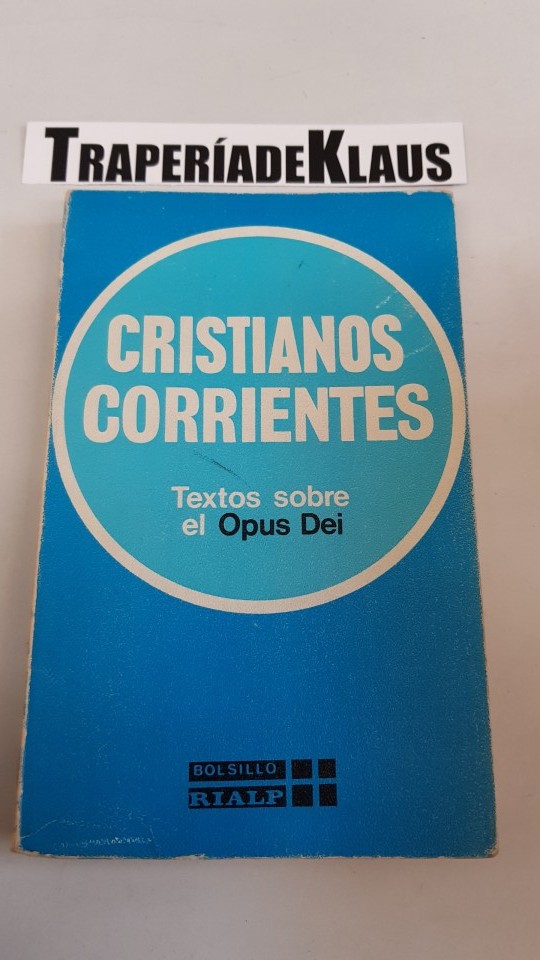 TRAPERÍADEKLAUS
CRISTIANOS
CORRIENTES
Textos sobre
el Opus Dei
BOLSILLO
RIALP